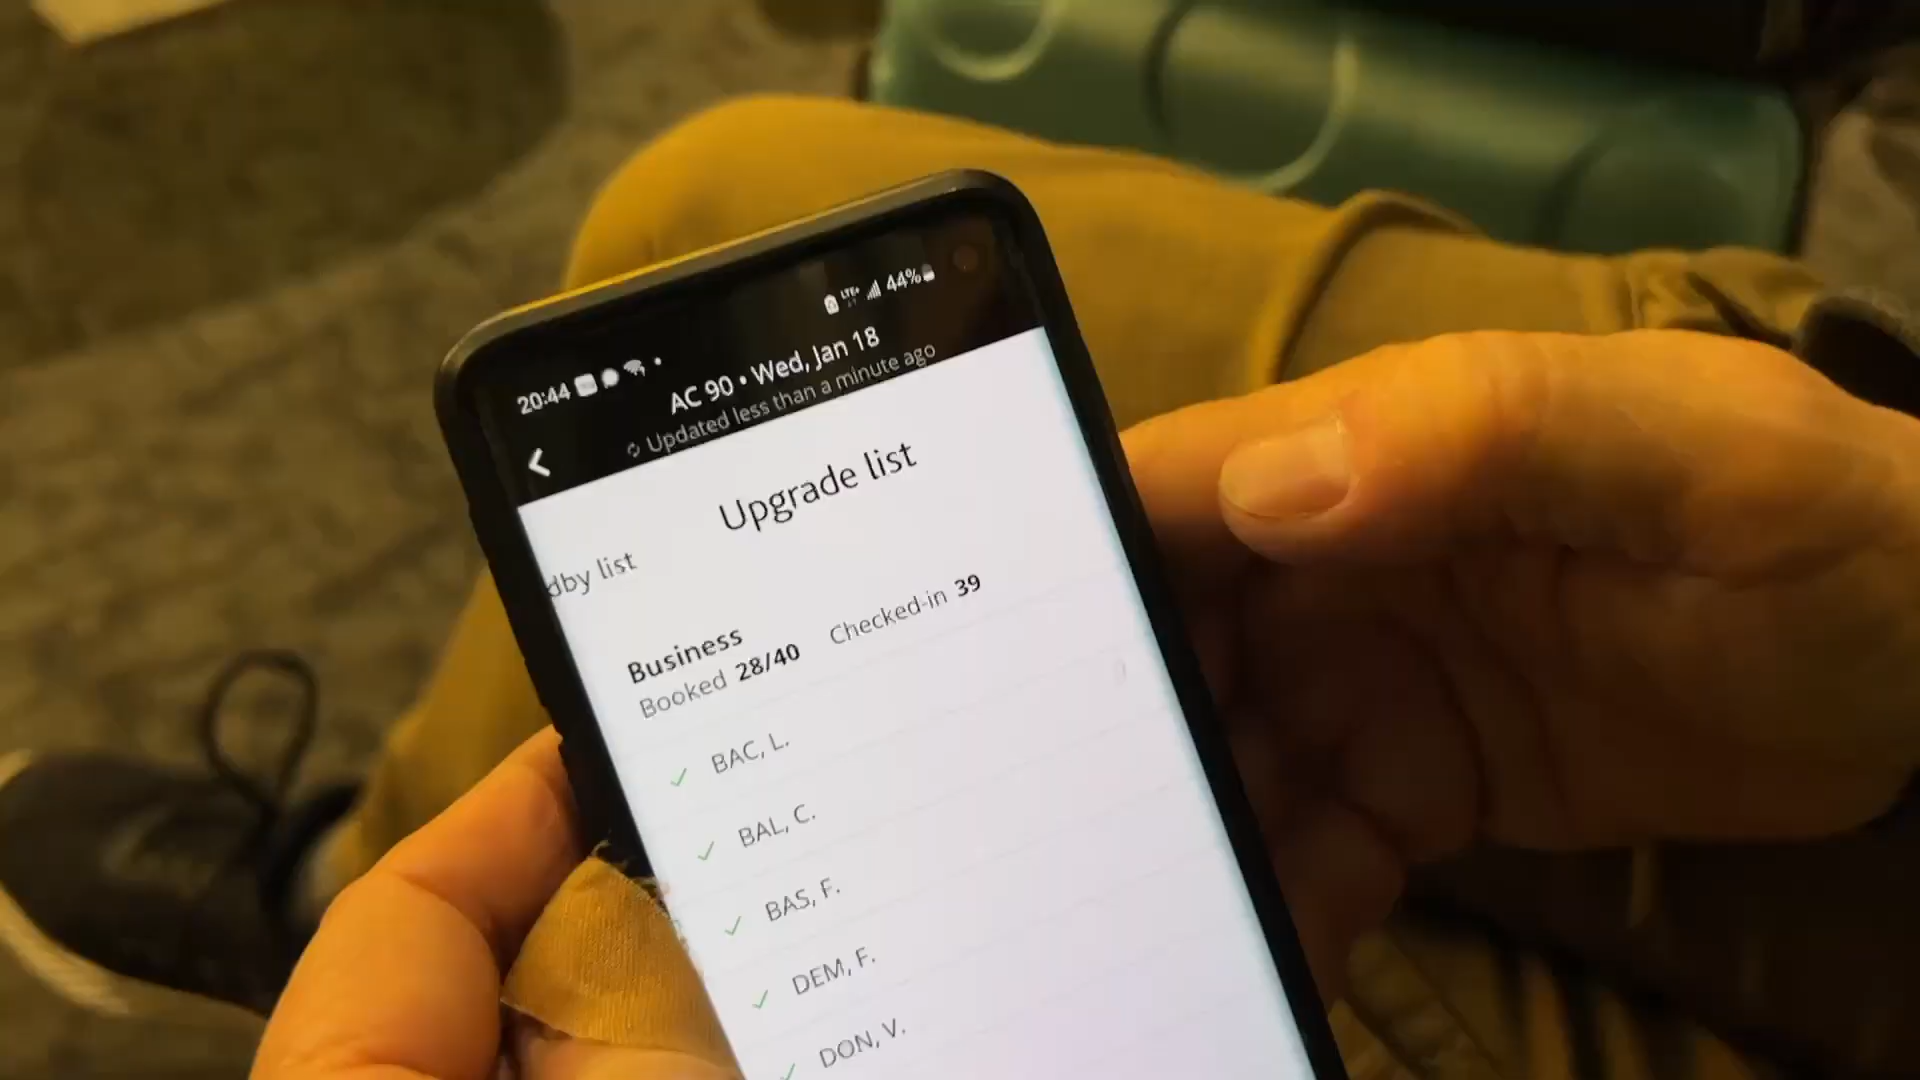 20:44 LTE+ 44%
AC 90 • Wed, Jan 18
Updated less than a minute ago
Upgrade list
dby list
Business
Booked 28/40 Checked-in 39
BAC, L.
BAL, C.
BAS, F.
DEM, F.
DON, V.